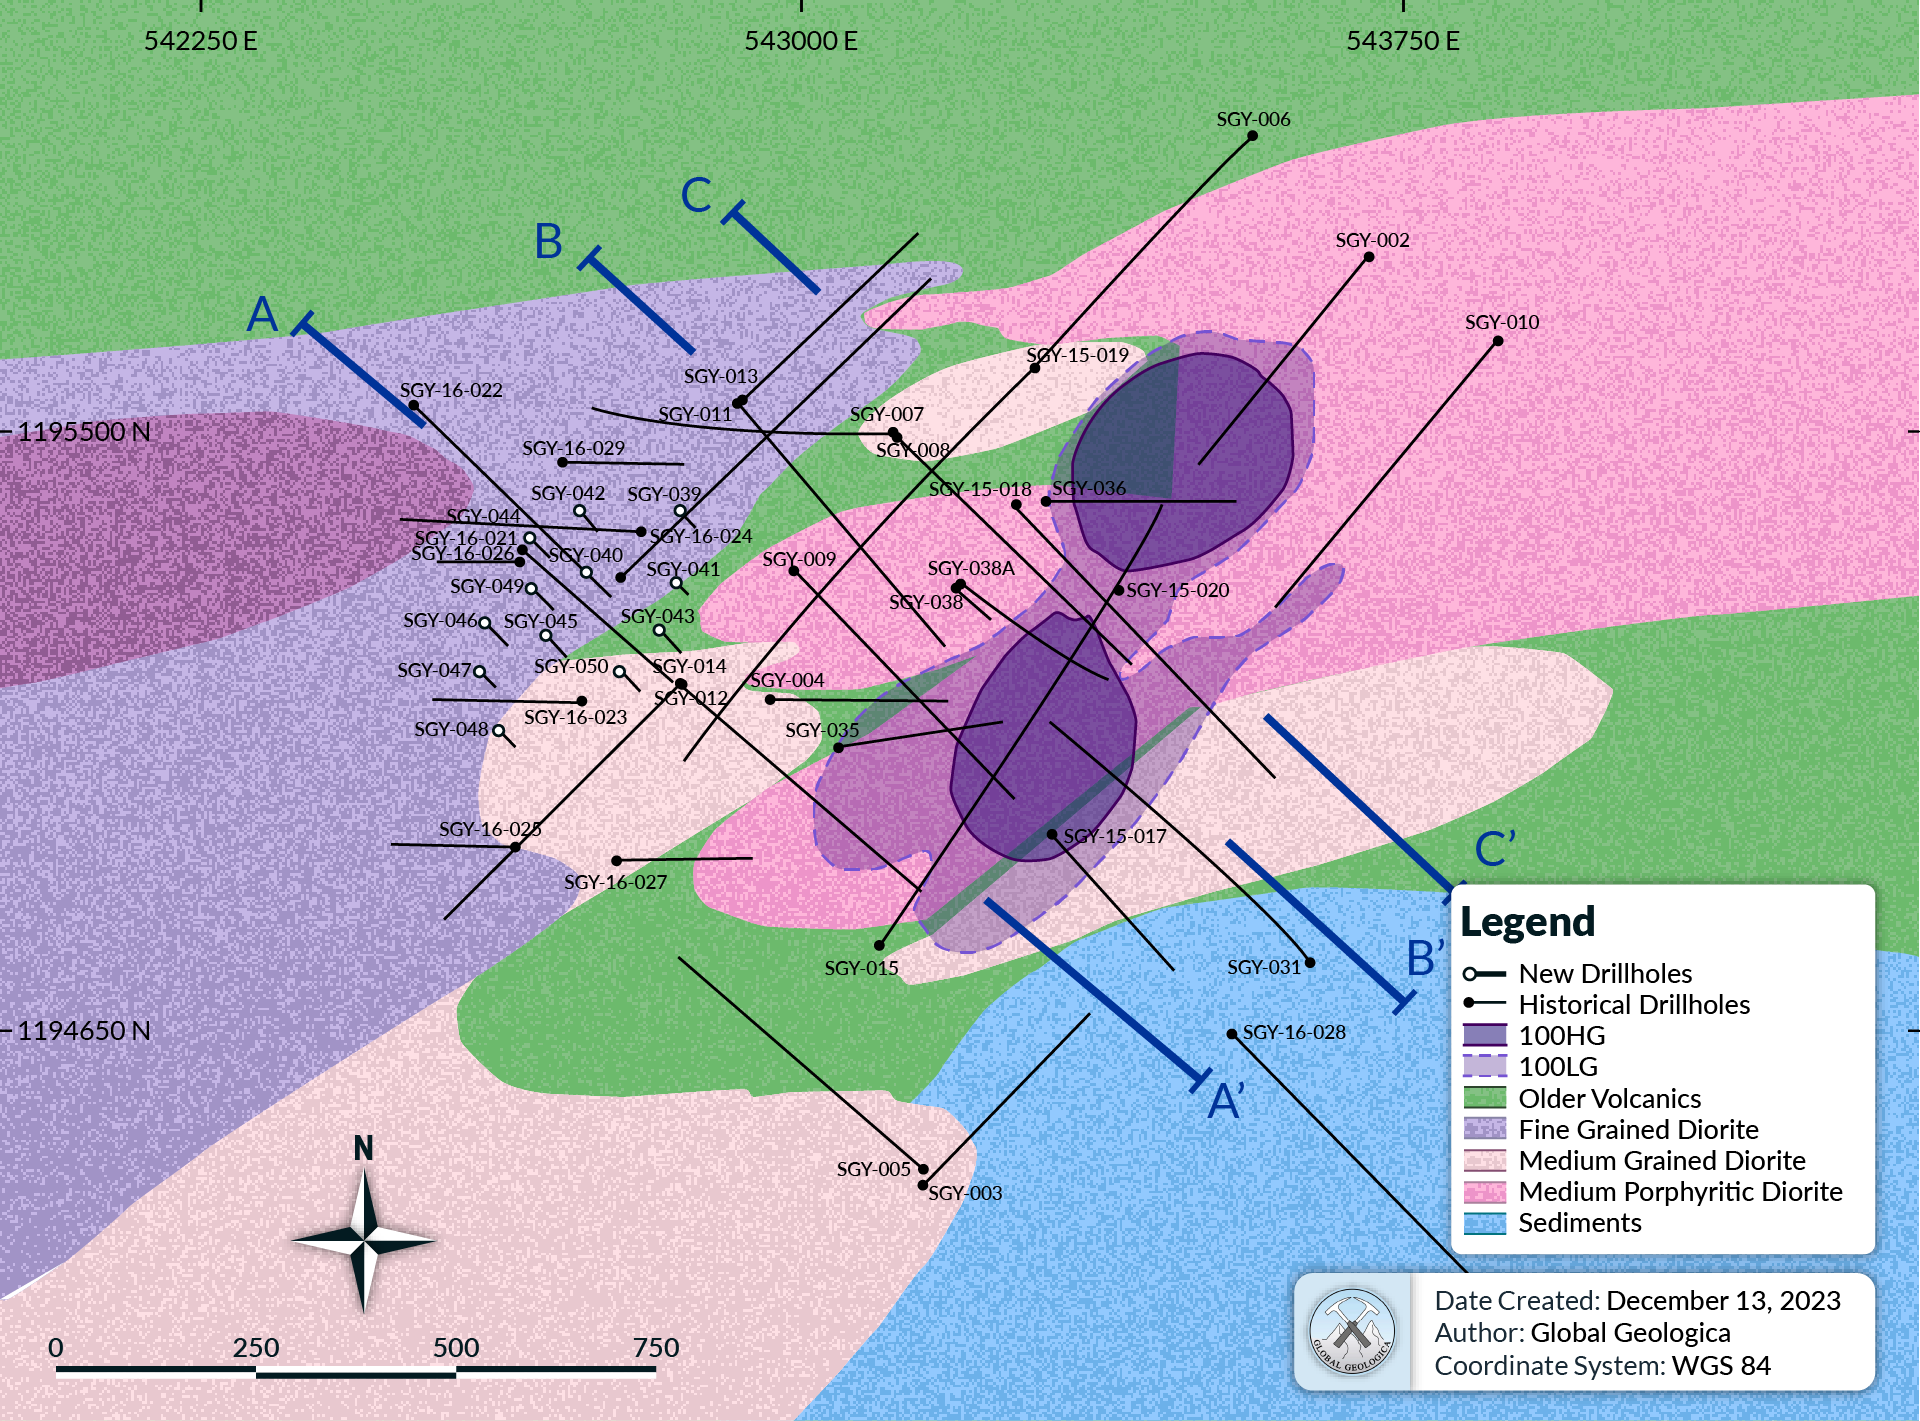 542250 E
543000 E
543750 E
SGY-006
C
B
SGY-002
A
SGY-010
SGY-15-019
SGY-013
SGY-16-022
SGY-011
SGY-007
1195500 N
SGY-16-029
SGY-008
SGY-042
SGY-039
SGY-15-018
SGY-036
SGY-044
SGY-16-021
SGY-16-024
SGY-16-026
SGY-040
SGY-009
SGY-041
SGY-038A
SGY-049
SGY-15-020
SGY-038
SGY-046
SGY-045
SGY-043
SGY-047
SGY-050
SGY-014
SGY-004
SGY-012
SGY-16-023
SGY-048
SGY-035
SGY-16-025
SGY-15-017
C’
SGY-16-027
SGY-015
SGY-031
B’
1194650 N
SGY-16-028
A’
SGY-005
SGY-003
Legend
New Drillholes
Historical Drillholes
100HG
100LG
Older Volcanics
Fine Grained Diorite
Medium Grained Diorite
Medium Porphyritic Diorite
Sediments
N
0 250 500 750
GLOBAL GEOLOGICA
Date Created: December 13, 2023
Author: Global Geologica
Coordinate System: WGS 84